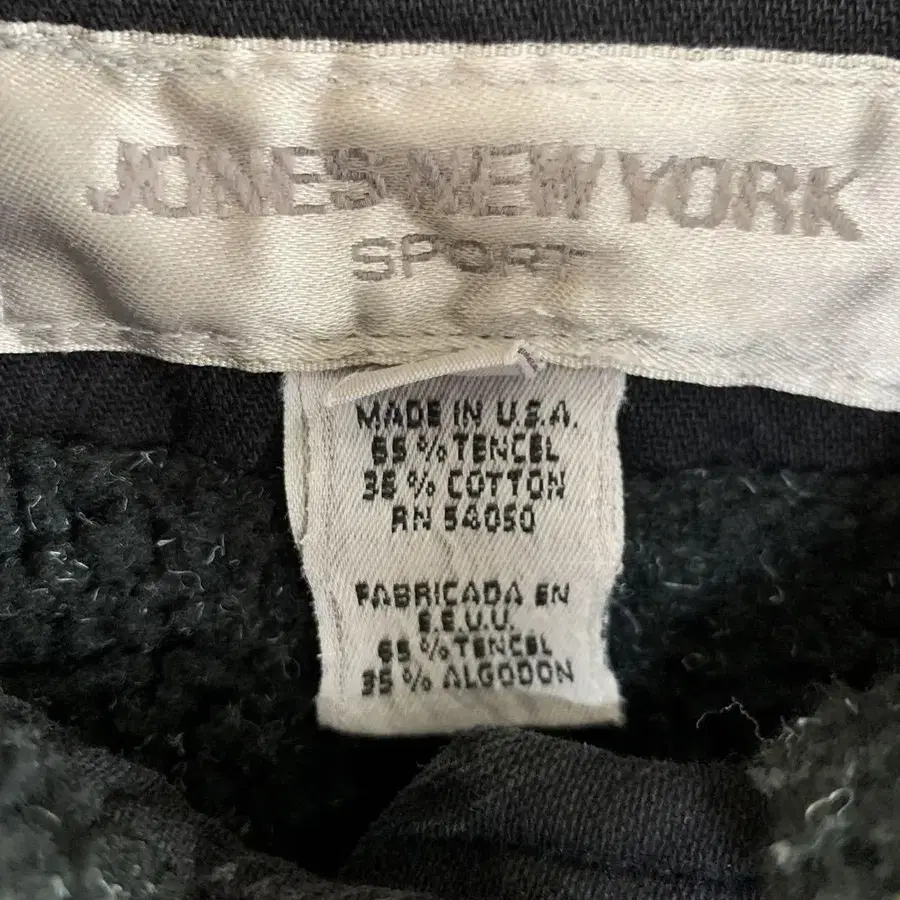 JONES NEW YORK
SPORT
MADE IN U.S.A.
65 % TENCEL
35 % COTTON
RN 54050
FABRICADA EN
E.E.U.U.
65 % TENCEL
35 % ALGODON